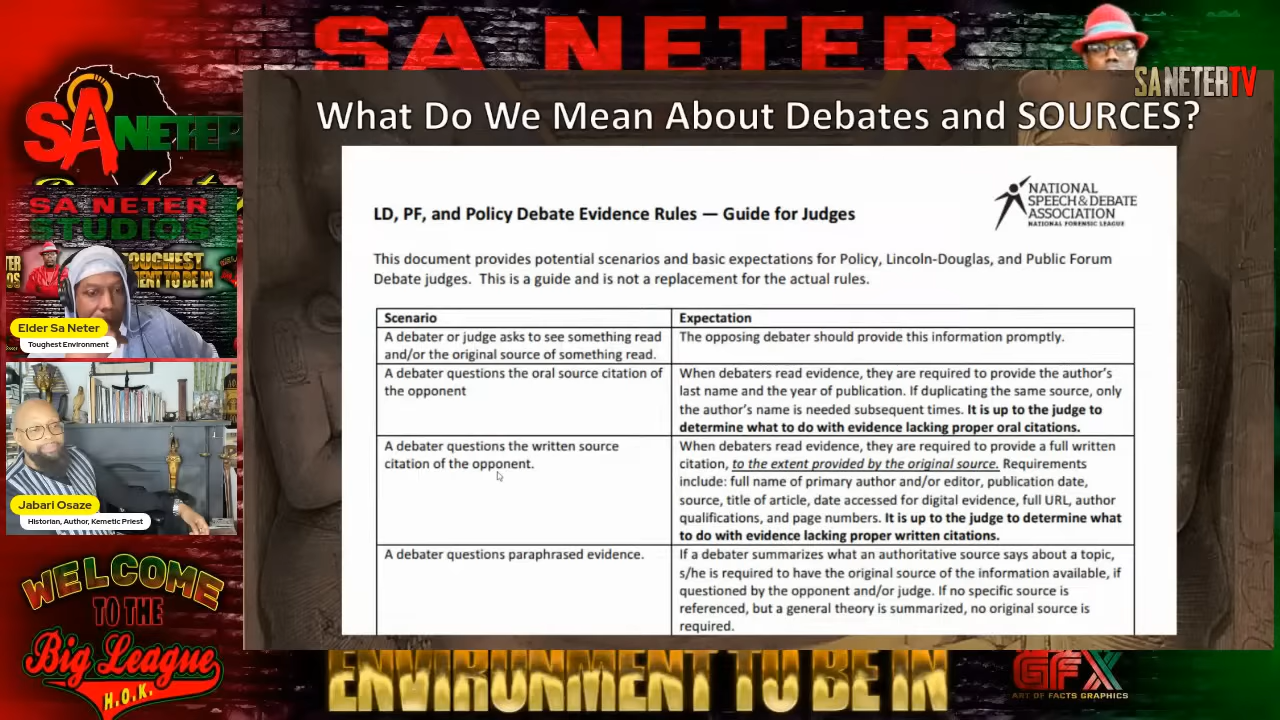 SA NETER
SA NETER TV
SA NETER
What Do We Mean About Debates and SOURCES?
NATIONAL
SPEECH & DEBATE
ASSOCIATION
NATIONAL FORENSIC LEAGUE
LD, PF, and Policy Debate Evidence Rules — Guide for Judges
This document provides potential scenarios and basic expectations for Policy, Lincoln-Douglas, and Public Forum
Debate judges. This is a guide and is not a replacement for the actual rules.
Scenario
Expectation
A debater or judge asks to see something read
and/or the original source of something read.
The opposing debater should provide this information promptly.
A debater questions the oral source citation of
the opponent
When debaters read evidence, they are required to provide the author's
last name and the year of publication. If duplicating the same source, only
the author's name is needed subsequent times. It is up to the judge to
determine what to do with evidence lacking proper oral citations.
A debater questions the written source
citation of the opponent.
When debaters read evidence, they are required to provide a full written
citation, to the extent provided by the original source. Requirements
include: full name of primary author and/or editor, publication date,
source, title of article, date accessed for digital evidence, full URL, author
qualifications, and page numbers. It is up to the judge to determine what
to do with evidence lacking proper written citations.
A debater questions paraphrased evidence.
If a debater summarizes what an authoritative source says about a topic,
s/he is required to have the original source of the information available, if
questioned by the opponent and/or judge. If no specific source is
referenced, but a general theory is summarized, no original source is
required.
SA NETER
STUDIOS
TOUGHEST
MENT TO BE IN
Elder Sa Neter
Toughest Environment
Jabari Osaze
Historian, Author, Kemetic Priest
WELCOME
TO THE
Big League
H.O.K.
ENVIRONMENT TO BE IN
GFX
ART OF FACTS GRAPHICS